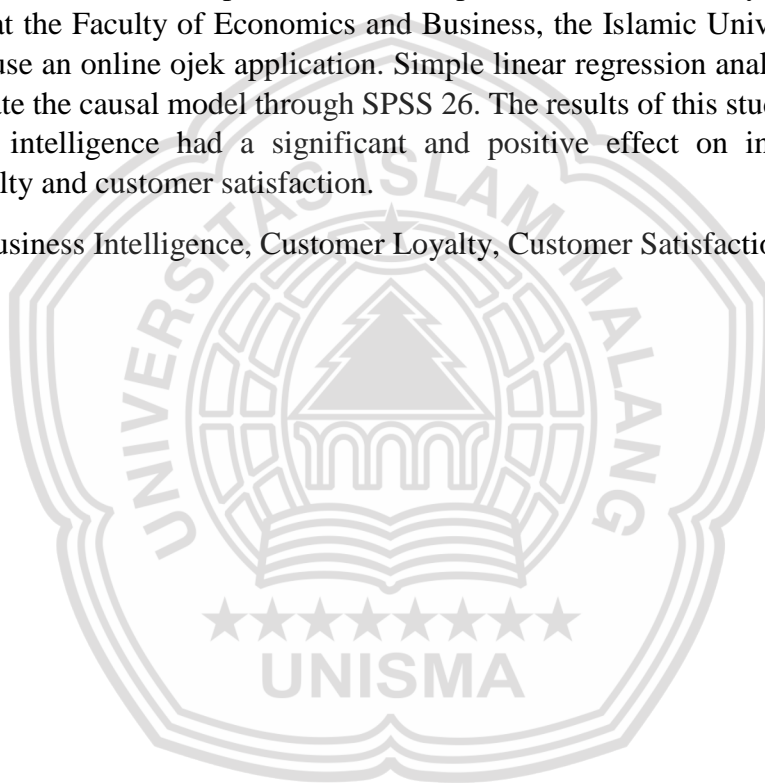 at the Faculty of Economics and Business, the Islamic Univ
use an online ojek application. Simple linear regression anal
ate the causal model through SPSS 26. The results of this stud
intelligence had a significant and positive effect on in
lty and customer satisfaction.
usiness Intelligence, Customer Loyalty, Customer Satisfactio
UNIVERSITAS ISLAM MALANG
UNISMA